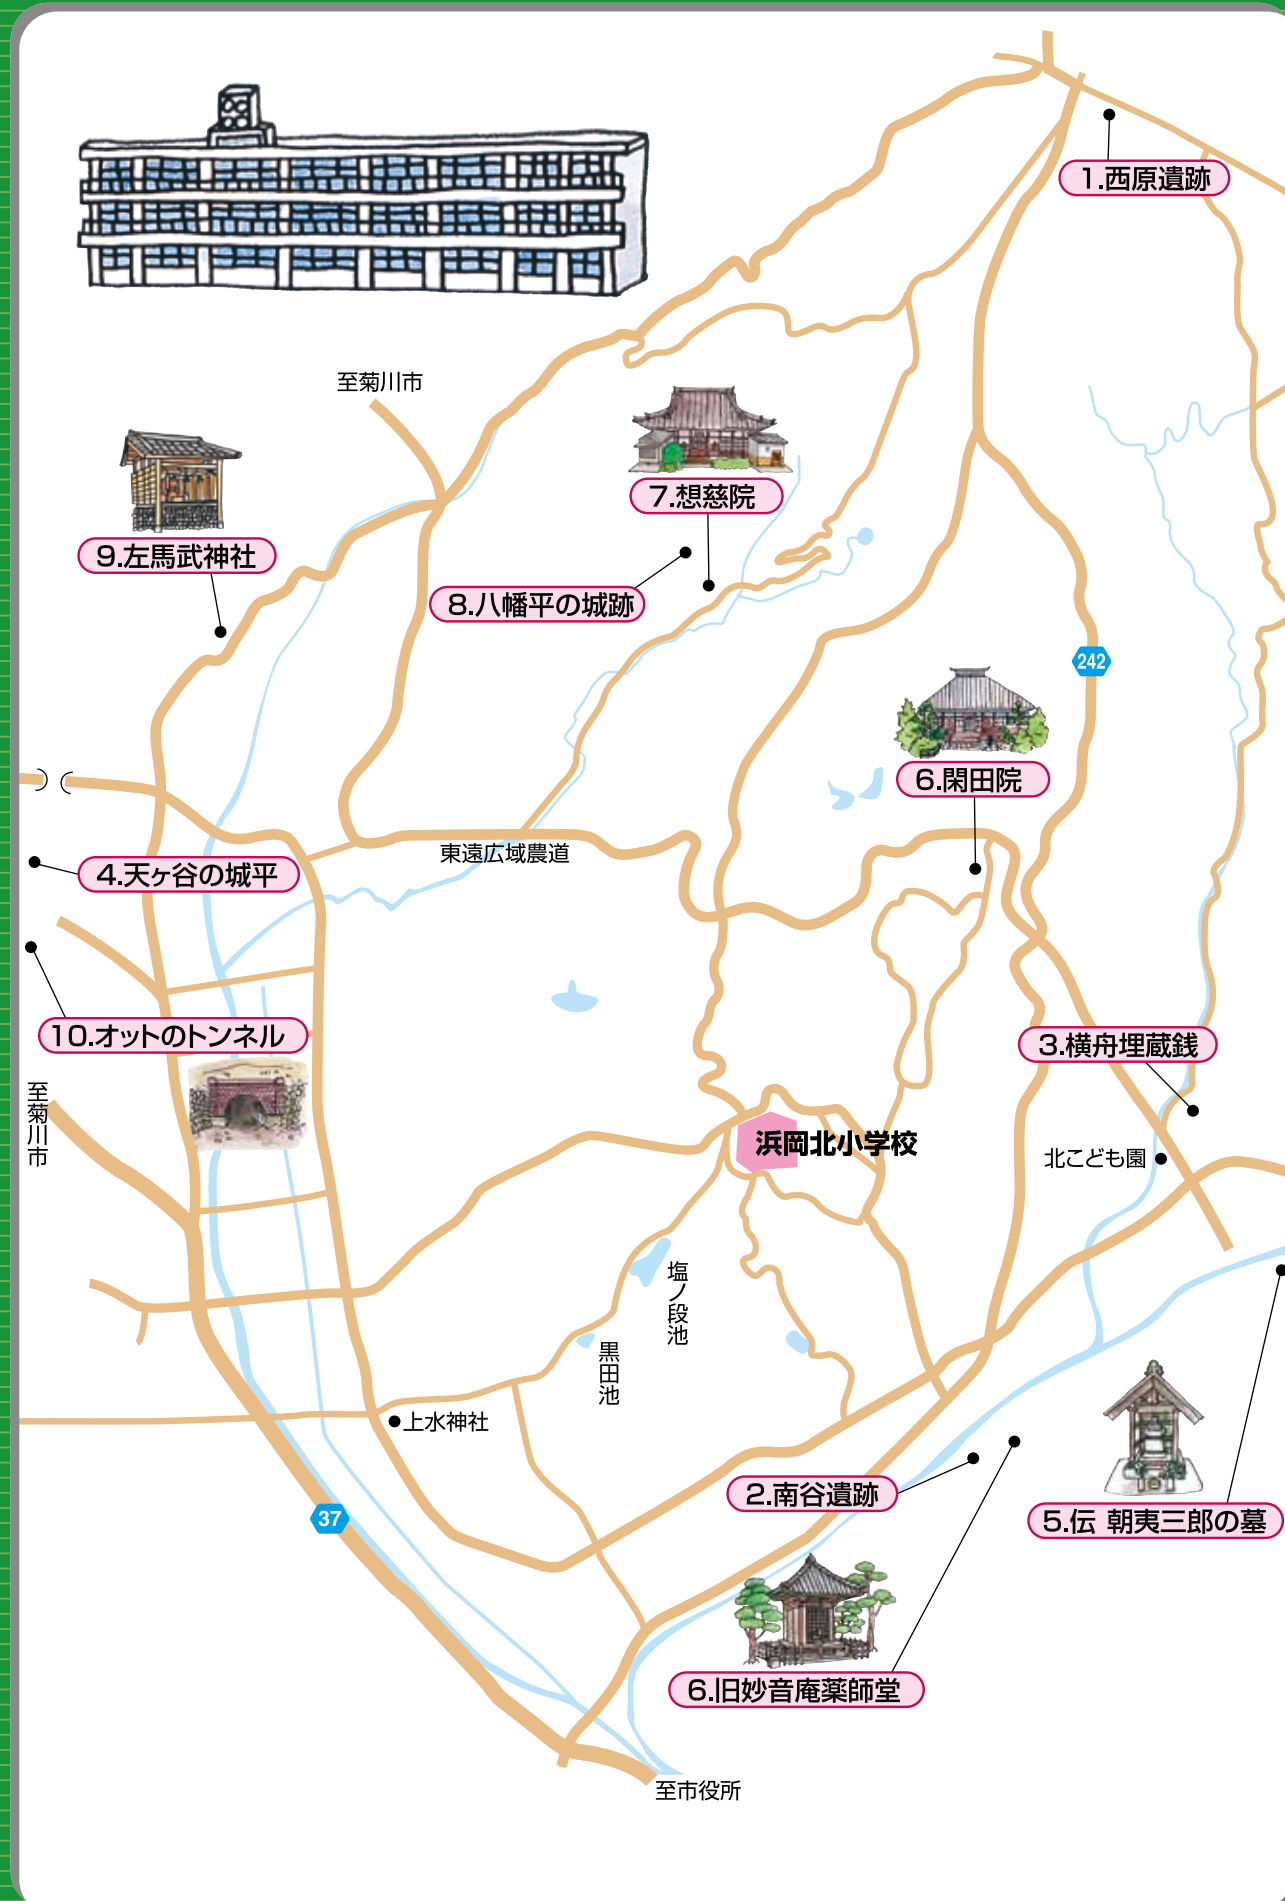 1.西原遺跡
至菊川市
7.想慈院
9.左馬武神社
8.八幡平の城跡
242
6.閑田院
東遠広域農道
4.天ヶ谷の城平
10.オットのトンネル
3.横舟埋蔵銭
至菊川市
浜岡北小学校
北こども園
塩ノ段池
黒田池
上水神社
2.南谷遺跡
37
5.伝 朝夷三郎の墓
6.旧妙音庵薬師堂
至市役所